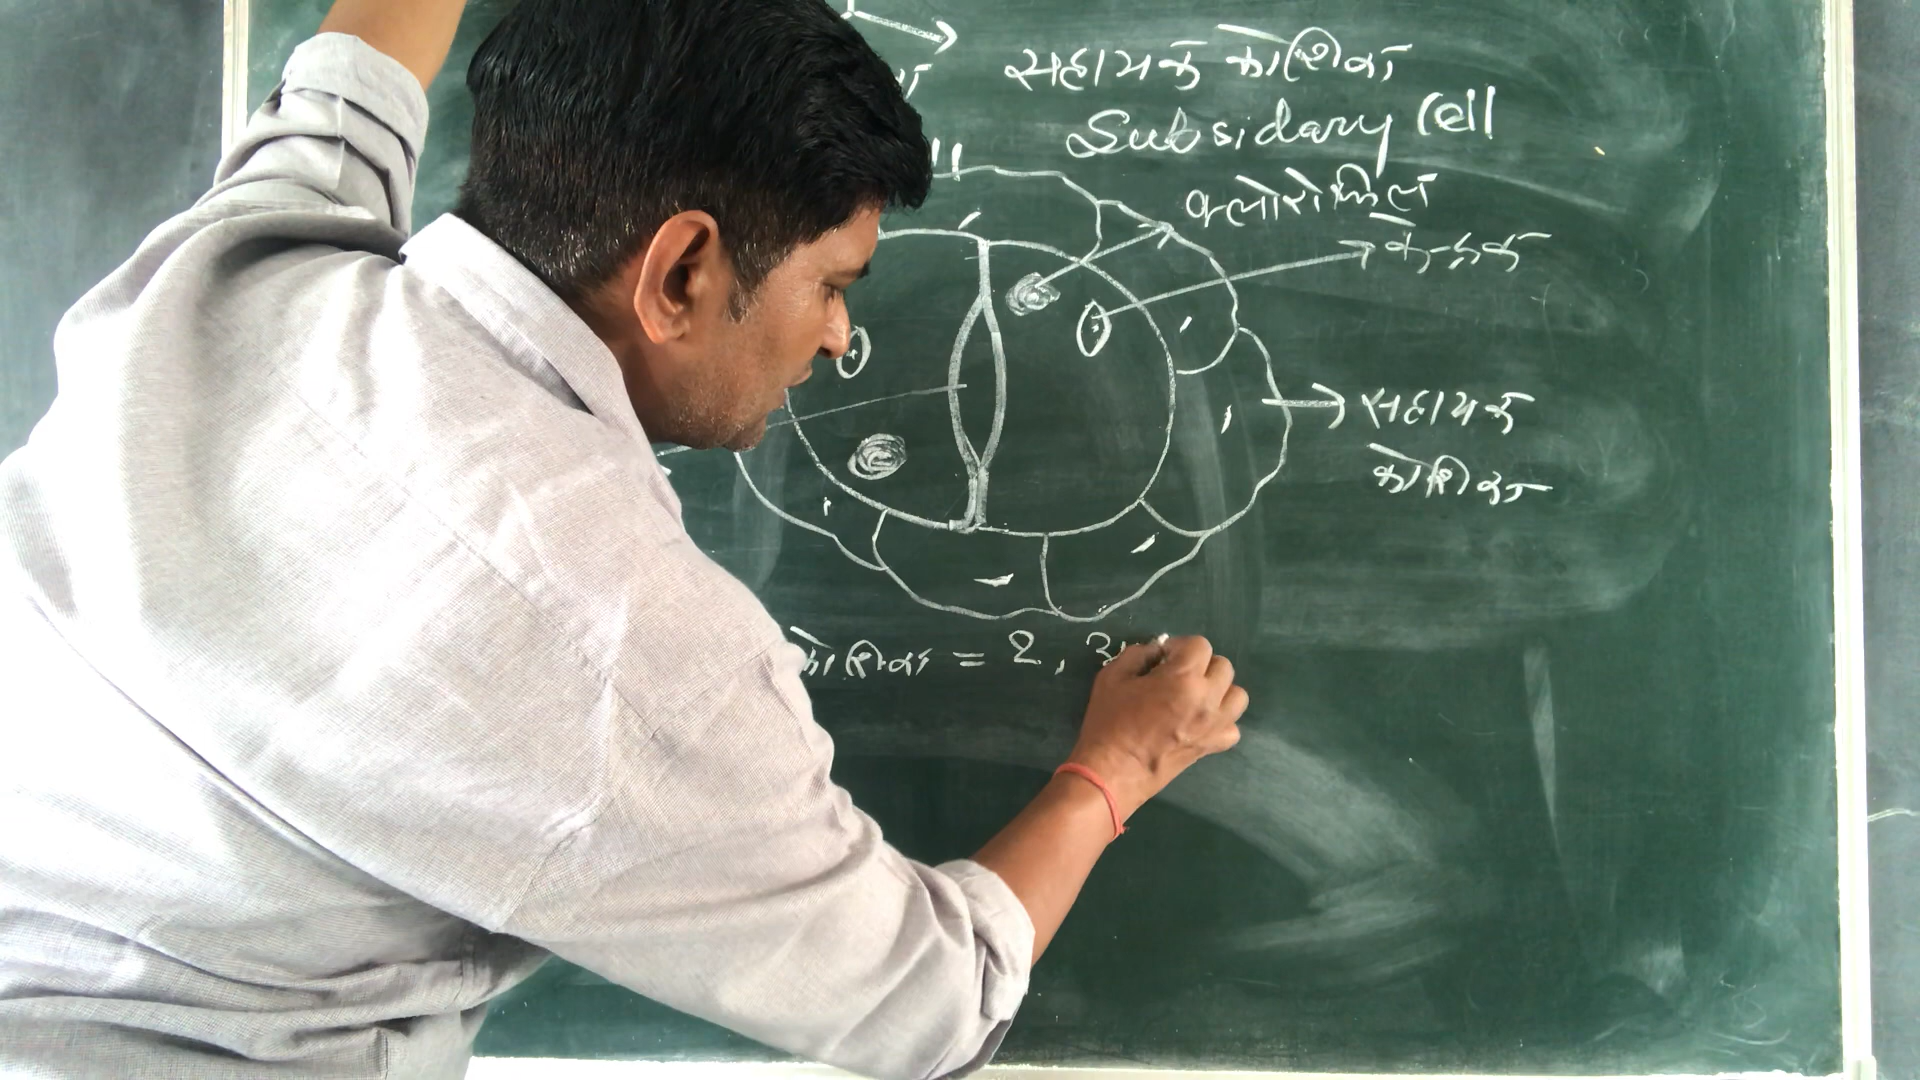 सहायक कोशिका
Subsidary Cell
क्लोरोफिल
केन्द्रक
सहायक
कोशिका
कोशिका = 2,